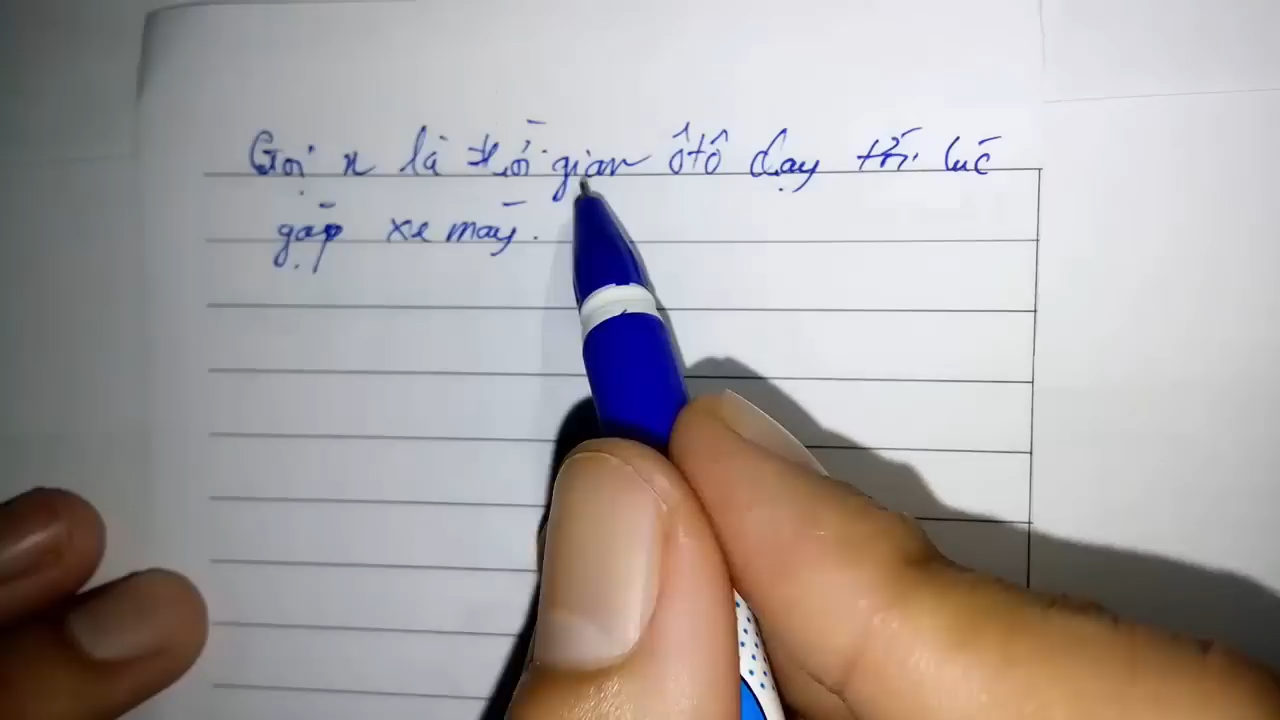 Gọi x là thời gian ôtô chạy tới lúc
gặp xe máy.